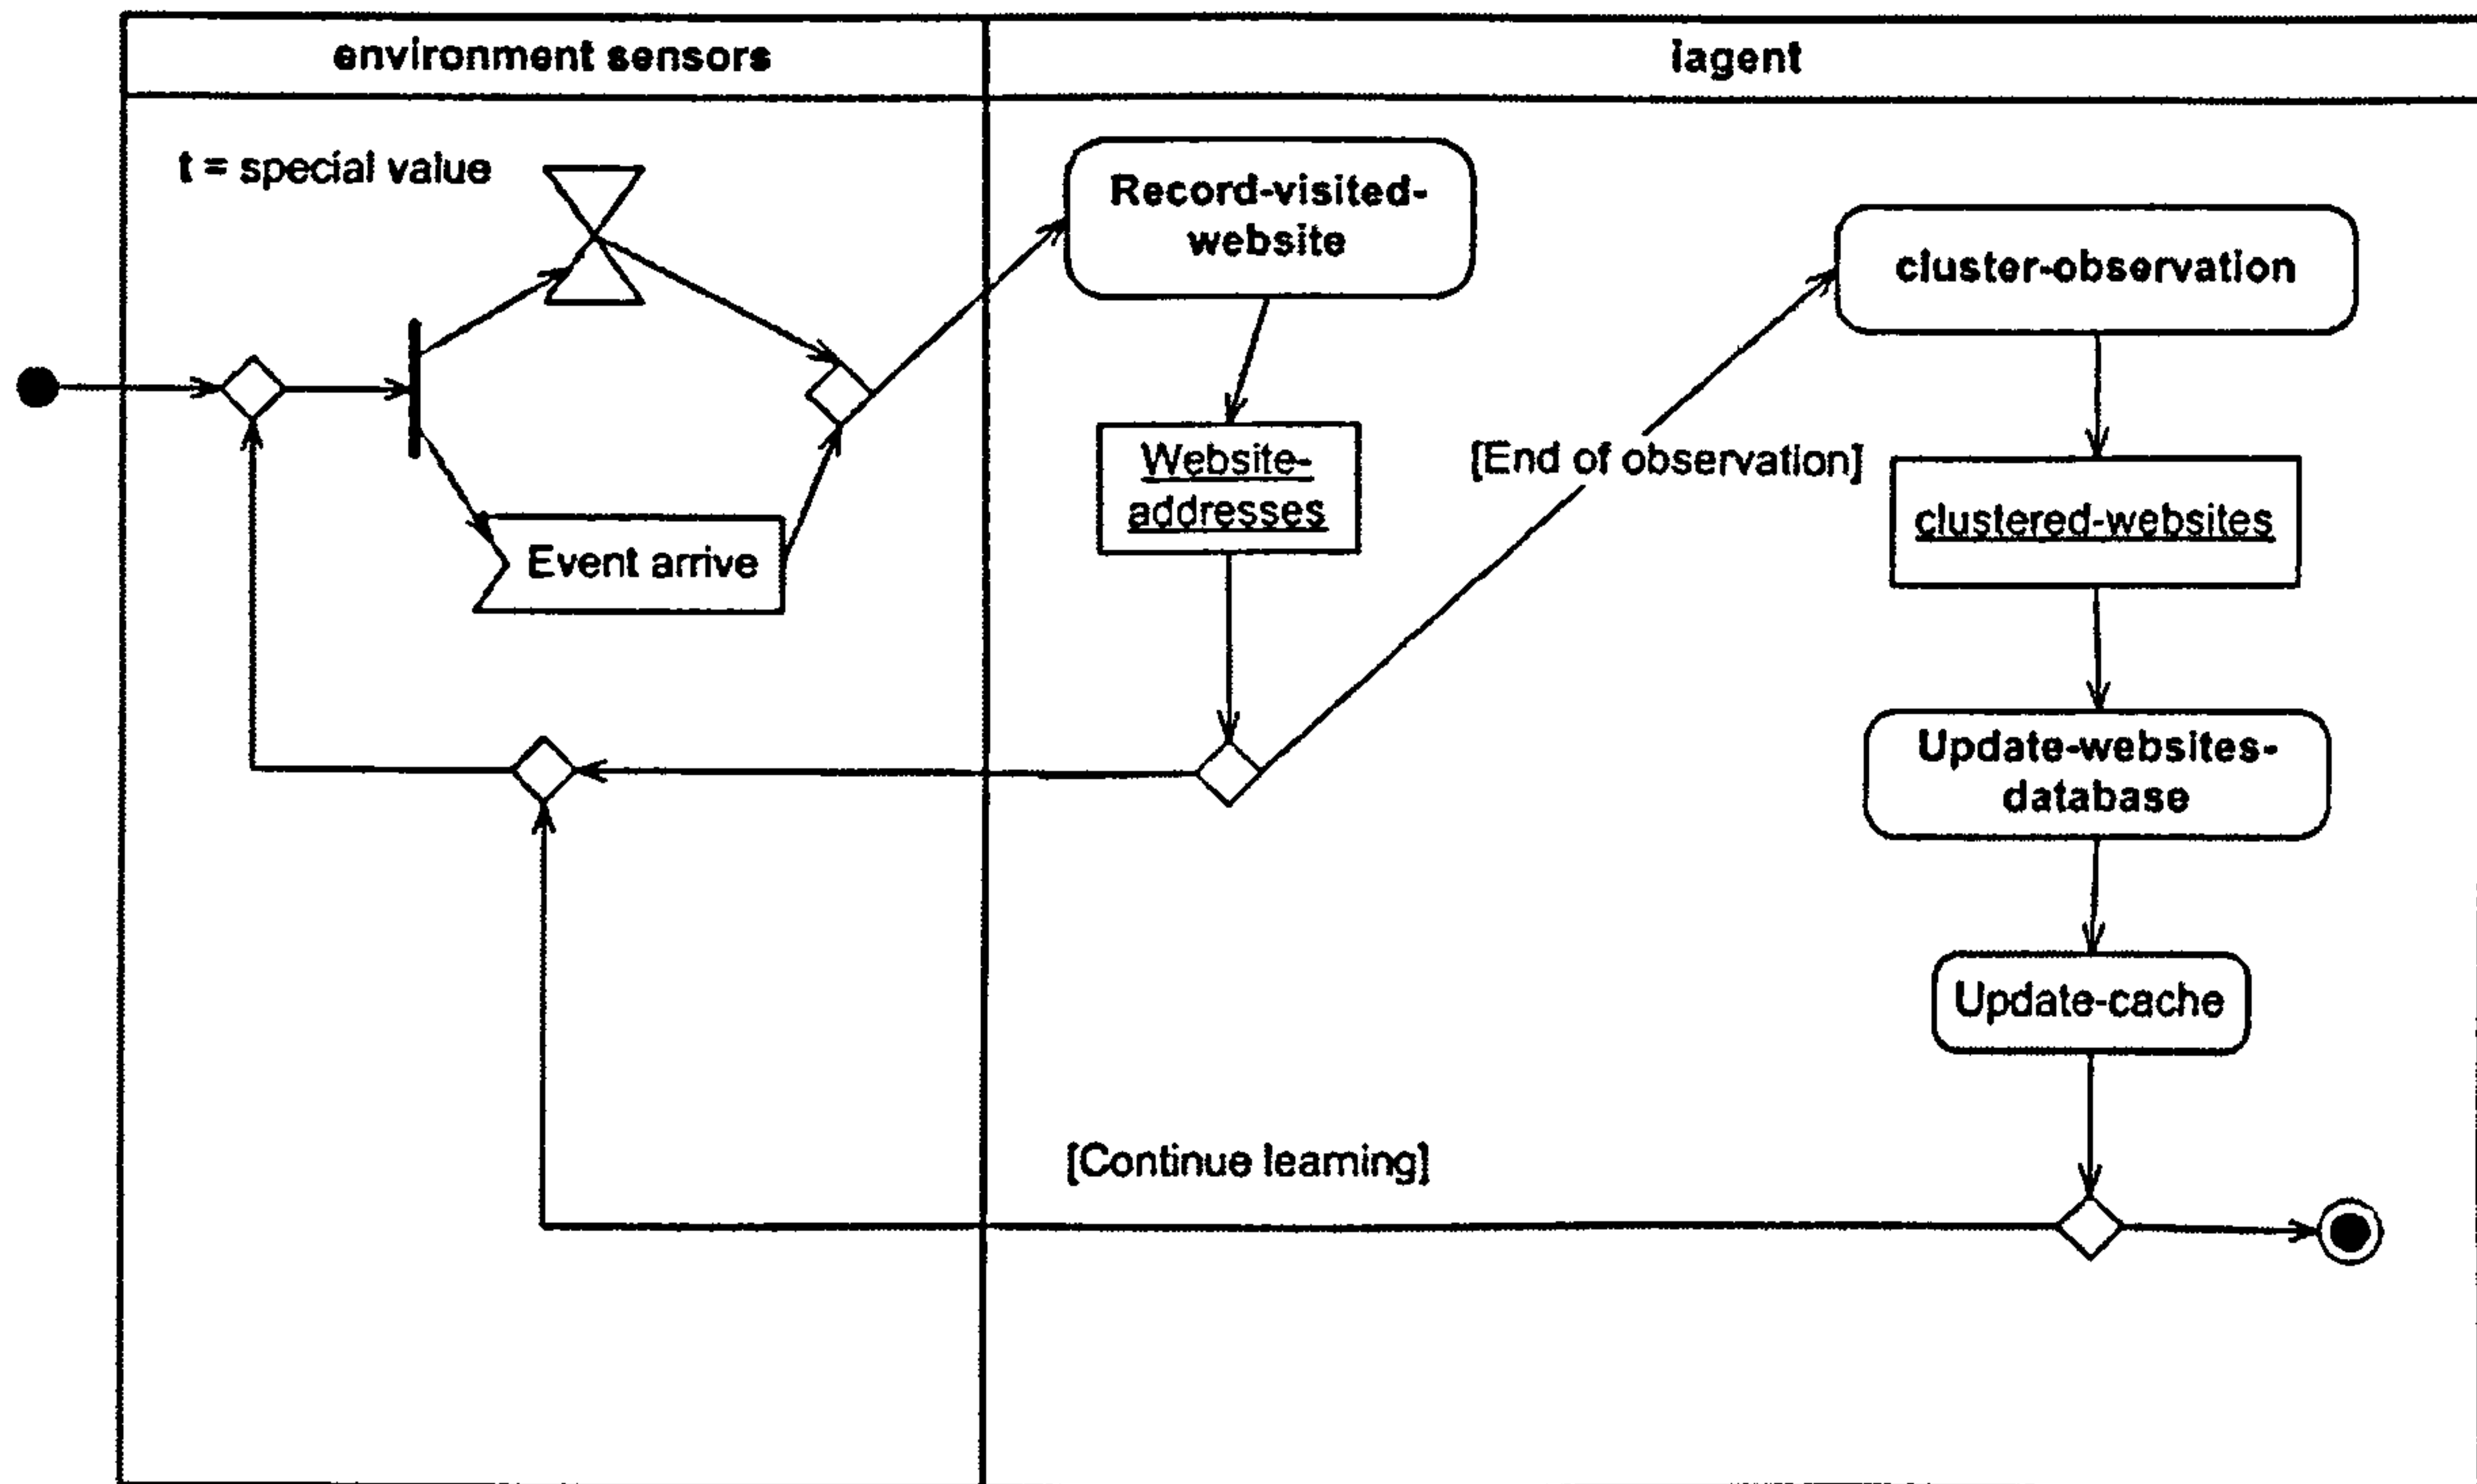 environment sensors
iagent
t = special value
Record-visited-
website
cluster-observation
Website-
addresses
[End of observation]
clustered-websites
Event arrive
Update-websites-
database
Update-cache
[Continue learning]